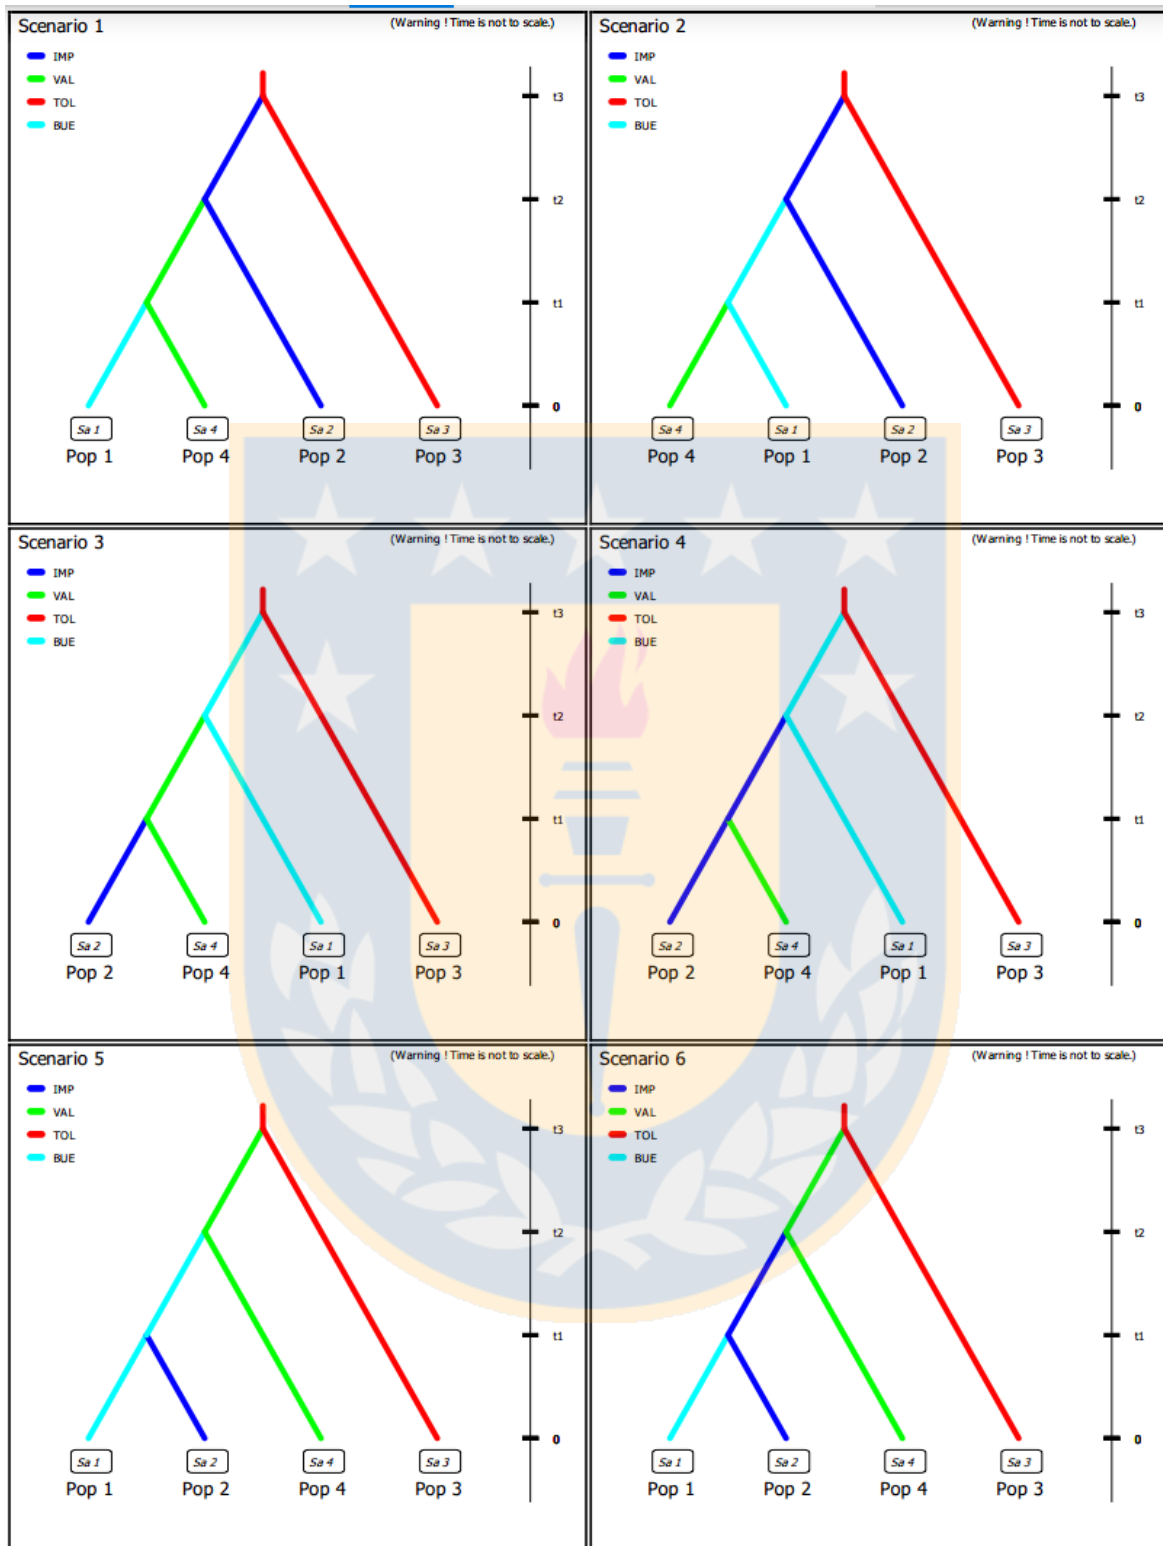 Scenario 1
(Warning ! Time is not to scale.)
IMP
VAL
TOL
BUE
t3
t2
t1
0
Sa 1
Sa 4
Sa 2
Sa 3
Pop 1
Pop 4
Pop 2
Pop 3
Scenario 2
(Warning ! Time is not to scale.)
IMP
VAL
TOL
BUE
t3
t2
t1
0
Sa 4
Sa 1
Sa 2
Sa 3
Pop 4
Pop 1
Pop 2
Pop 3
Scenario 3
(Warning ! Time is not to scale.)
IMP
VAL
TOL
BUE
t3
t2
t1
0
Sa 2
Sa 4
Sa 1
Sa 3
Pop 2
Pop 4
Pop 1
Pop 3
Scenario 4
(Warning ! Time is not to scale.)
IMP
VAL
TOL
BUE
t3
t2
t1
0
Sa 2
Sa 4
Sa 1
Sa 3
Pop 2
Pop 4
Pop 1
Pop 3
Scenario 5
(Warning ! Time is not to scale.)
IMP
VAL
TOL
BUE
t3
t2
t1
0
Sa 1
Sa 2
Sa 4
Sa 3
Pop 1
Pop 2
Pop 4
Pop 3
Scenario 6
(Warning ! Time is not to scale.)
IMP
VAL
TOL
BUE
t3
t2
t1
0
Sa 1
Sa 2
Sa 4
Sa 3
Pop 1
Pop 2
Pop 4
Pop 3